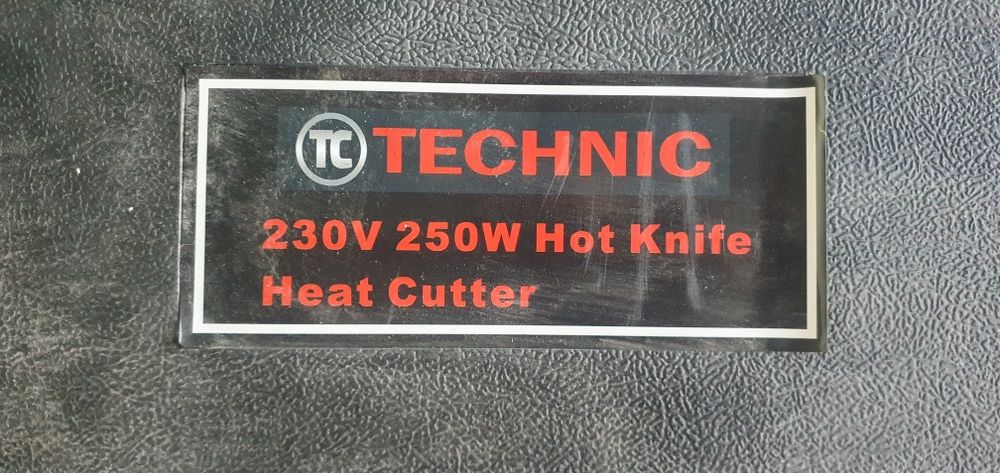 TC TECHNIC
230V 250W Hot Knife
Heat Cutter